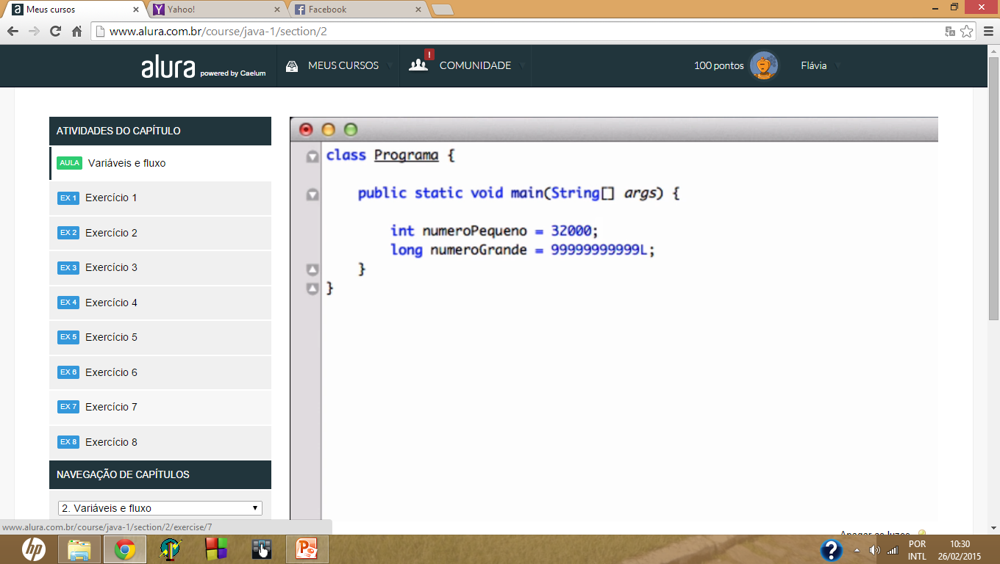 Meus cursos
Yahoo!
Facebook
www.alura.com.br/course/java-1/section/2
alura powered by Caelum
MEUS CURSOS
!
COMUNIDADE
100 pontos
Flávia
ATIVIDADES DO CAPÍTULO
AULA Variáveis e fluxo
EX 1 Exercício 1
EX 2 Exercício 2
EX 3 Exercício 3
EX 4 Exercício 4
EX 5 Exercício 5
EX 6 Exercício 6
EX 7 Exercício 7
EX 8 Exercício 8
NAVEGAÇÃO DE CAPÍTULOS
2. Variáveis e fluxo
class Programa {
public static void main(String[] args) {
int numeroPequeno = 32000;
long numeroGrande = 99999999999L;
}
}
Apagar as luzes
www.alura.com.br/course/java-1/section/2/exercise/7
hp
?
POR
INTL
10:30
26/02/2015